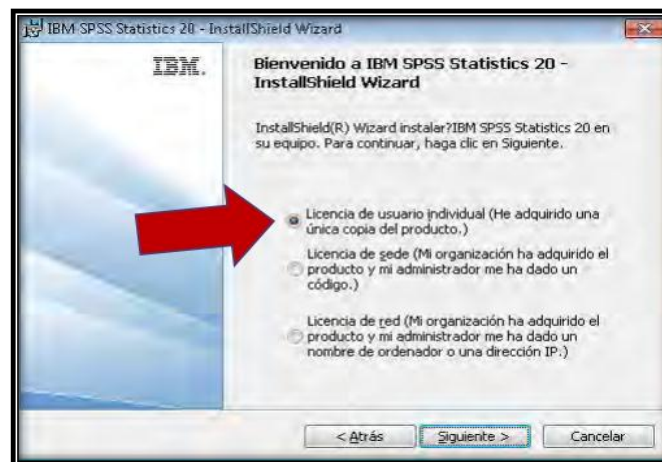 IBM SPSS Statistics 20 - InstallShield Wizard
IBM.
Bienvenido a IBM SPSS Statistics 20 -
InstallShield Wizard
InstallShield(R) Wizard instalar?IBM SPSS Statistics 20 en
su equipo. Para continuar, haga clic en Siguiente.
Licencia de usuario individual (He adquirido una
única copia del producto.)
Licencia de sede (Mi organización ha adquirido el
producto y mi administrador me ha dado un
código.)
Licencia de red (Mi organización ha adquirido el
producto y mi administrador me ha dado un
nombre de ordenador o una dirección IP.)
< Atrás
Siguiente >
Cancelar